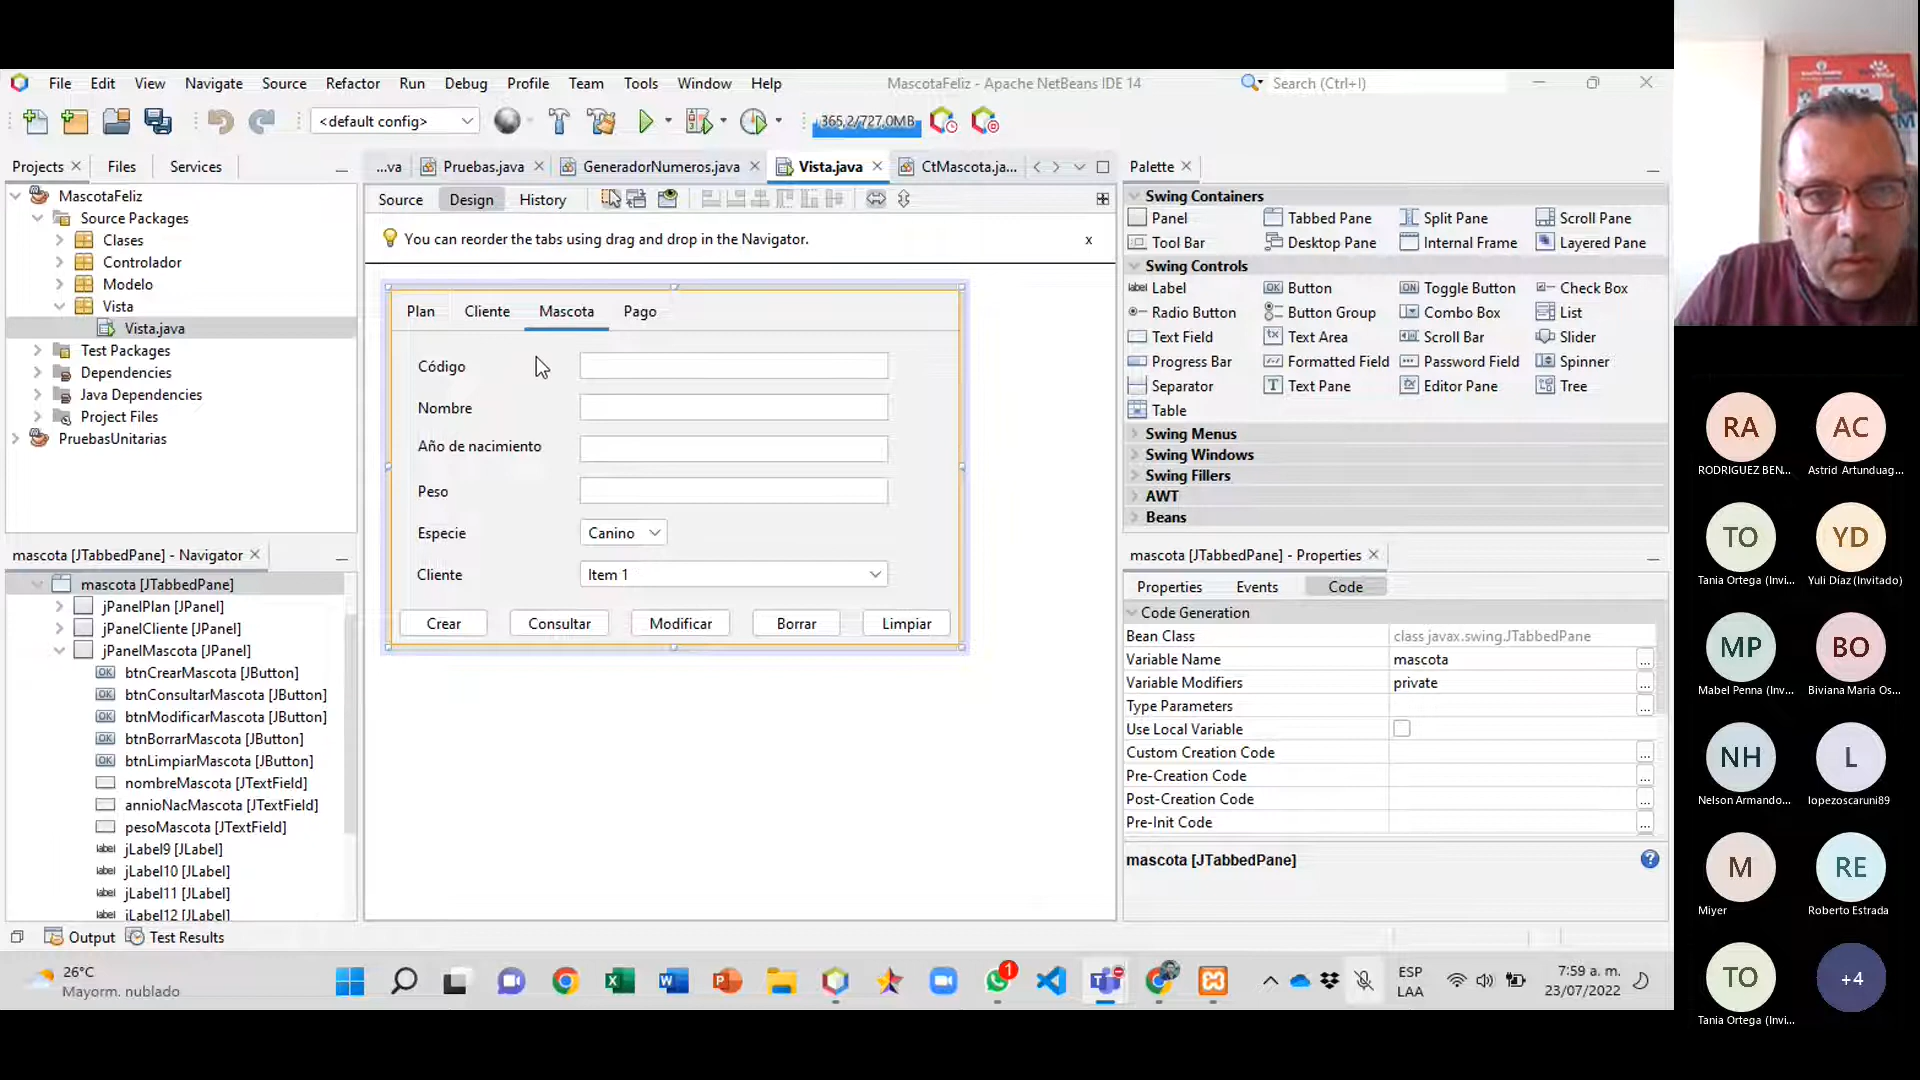 File Edit View Navigate Source Refactor Run Debug Profile Team Tools Window Help
MascotaFeliz - Apache NetBeans IDE 14
Search (Ctrl+I)
<default config>
365,2/727,0MB
Projects Files Services
...va Pruebas.java GeneradorNumeros.java Vista.java CtMascota.ja...
Palette
MascotaFeliz
Source Packages
Clases
Controlador
Modelo
Vista
Vista.java
Test Packages
Dependencies
Java Dependencies
Project Files
PruebasUnitarias
Source Design History
You can reorder the tabs using drag and drop in the Navigator.
x
Plan Cliente Mascota Pago
Código
Nombre
Año de nacimiento
Peso
Especie Canino
Cliente Item 1
Crear Consultar Modificar Borrar Limpiar
Swing Containers
Panel Tabbed Pane Split Pane Scroll Pane
Tool Bar Desktop Pane Internal Frame Layered Pane
Swing Controls
label Label OK Button ON Toggle Button Check Box
Radio Button Button Group Combo Box List
Text Field Text Area Scroll Bar Slider
Progress Bar Formatted Field Password Field Spinner
Separator Text Pane Editor Pane Tree
Table
Swing Menus
Swing Windows
Swing Fillers
AWT
Beans
mascota [JTabbedPane] - Navigator
mascota [JTabbedPane]
jPanelPlan [JPanel]
jPanelCliente [JPanel]
jPanelMascota [JPanel]
OK btnCrearMascota [JButton]
OK btnConsultarMascota [JButton]
OK btnModificarMascota [JButton]
OK btnBorrarMascota [JButton]
OK btnLimpiarMascota [JButton]
nombreMascota [JTextField]
annioNacMascota [JTextField]
pesoMascota [JTextField]
label jLabel9 [JLabel]
label jLabel10 [JLabel]
label jLabel11 [JLabel]
label jLabel12 [JLabel]
mascota [JTabbedPane] - Properties
Properties Events Code
Code Generation
Bean Class class javax.swing.JTabbedPane
Variable Name mascota ...
Variable Modifiers private ...
Type Parameters ...
Use Local Variable
Custom Creation Code ...
Pre-Creation Code ...
Post-Creation Code ...
Pre-Init Code ...
mascota [JTabbedPane]
Output Test Results
26°C
Mayorm. nublado
1
ESP
LAA
7:59 a. m.
23/07/2022
RA AC
RODRIGUEZ BEN... Astrid Artunduag...
TO YD
Tania Ortega (Invi... Yuli Díaz (Invitado)
MP BO
Mabel Penna (Inv... Biviana Maria Os...
NH L
Nelson Armando... lopezoscaruni89
M RE
Miyer Roberto Estrada
TO +4
Tania Ortega (Invi...